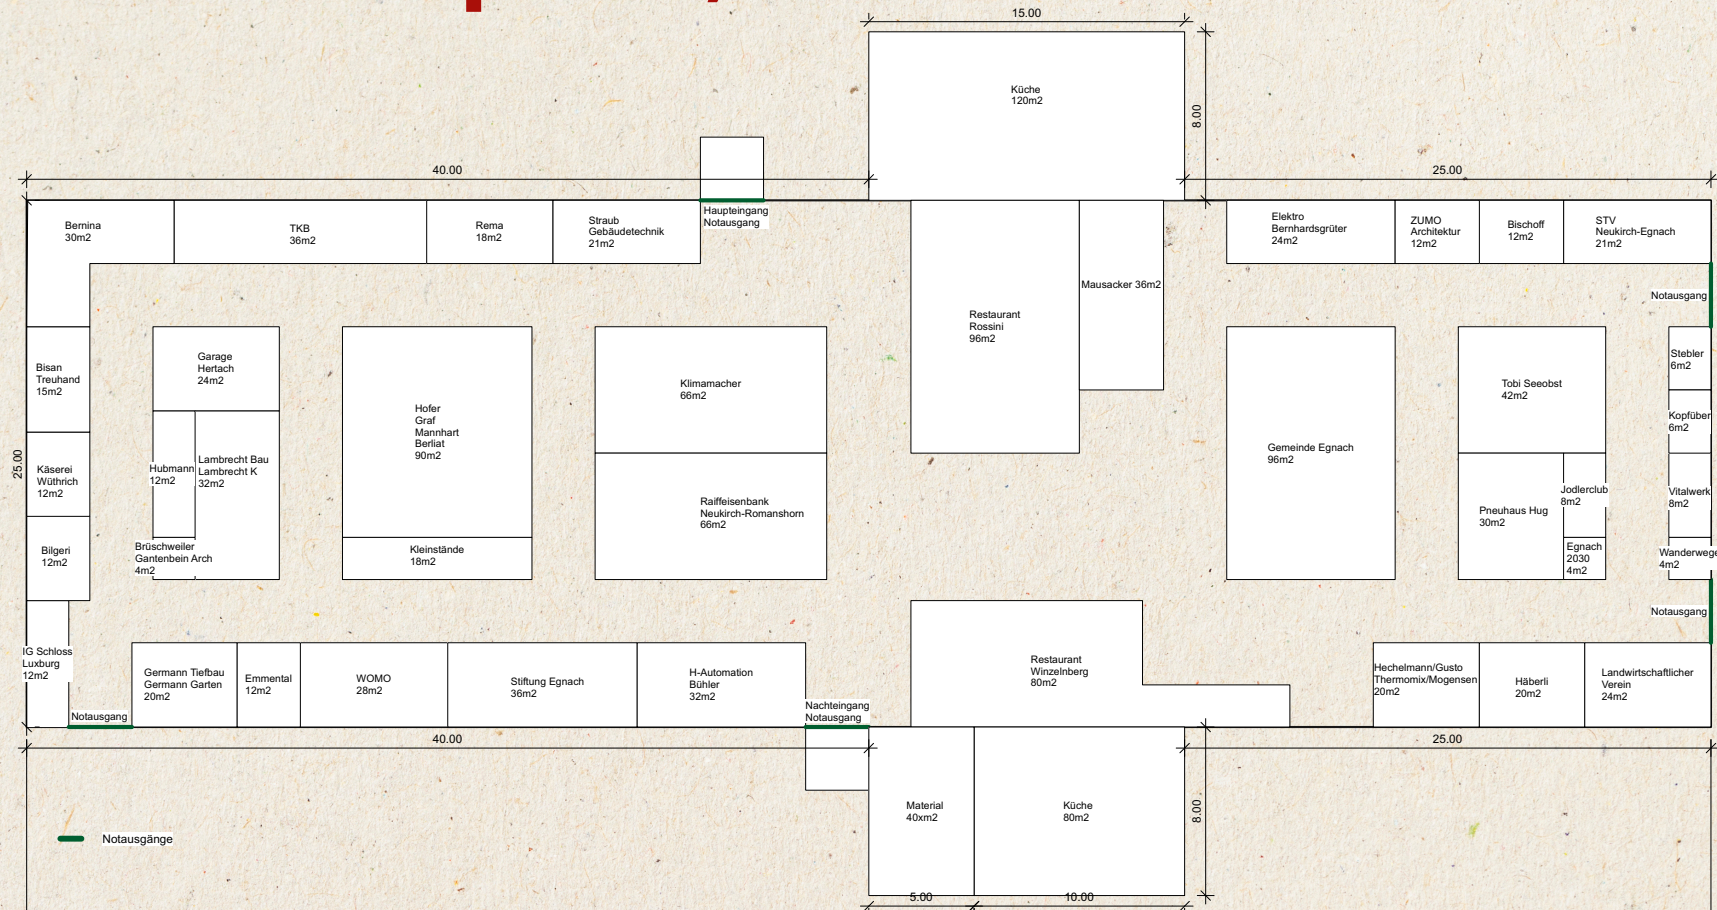 15.00
Küche
120m2
8.00
40.00
25.00
Bernina
30m2
TKB
36m2
Rema
18m2
Straub
Gebäudetechnik
21m2
Haupteingang
Notausgang
Elektro
Bernhardsgrüter
24m2
ZUMO
Architektur
12m2
Bischoff
12m2
STV
Neukirch-Egnach
21m2
Mausacker 36m2
Notausgang
Restaurant
Rossini
96m2
Bisan
Treuhand
15m2
Garage
Hertach
24m2
Hofer
Graf
Mannhart
Berliat
90m2
Klimamacher
66m2
Gemeinde Egnach
96m2
Tobi Seeobst
42m2
Stebler
6m2
Kopfüber
6m2
25.00
Käserei
Wüthrich
12m2
Hubmann
12m2
Lambrecht Bau
Lambrecht K
32m2
Raiffeisenbank
Neukirch-Romanshorn
66m2
Pneuhaus Hug
30m2
Jodlerclub
8m2
Vitalwerk
8m2
Bilgeri
12m2
Brüschweiler
Gantenbein Arch
4m2
Kleinstände
18m2
Egnach
2030
4m2
Wanderwege
4m2
Notausgang
IG Schloss
Luxburg
12m2
Germann Tiefbau
Germann Garten
20m2
Emmental
12m2
WOMO
28m2
Stiftung Egnach
36m2
H-Automation
Bühler
32m2
Restaurant
Winzelnberg
80m2
Hechelmann/Gusto
Thermomix/Mogensen
20m2
Häberli
20m2
Landwirtschaftlicher
Verein
24m2
Notausgang
Nachteingang
Notausgang
40.00
25.00
Material
40xm2
Küche
80m2
8.00
Notausgänge
5.00
10.00